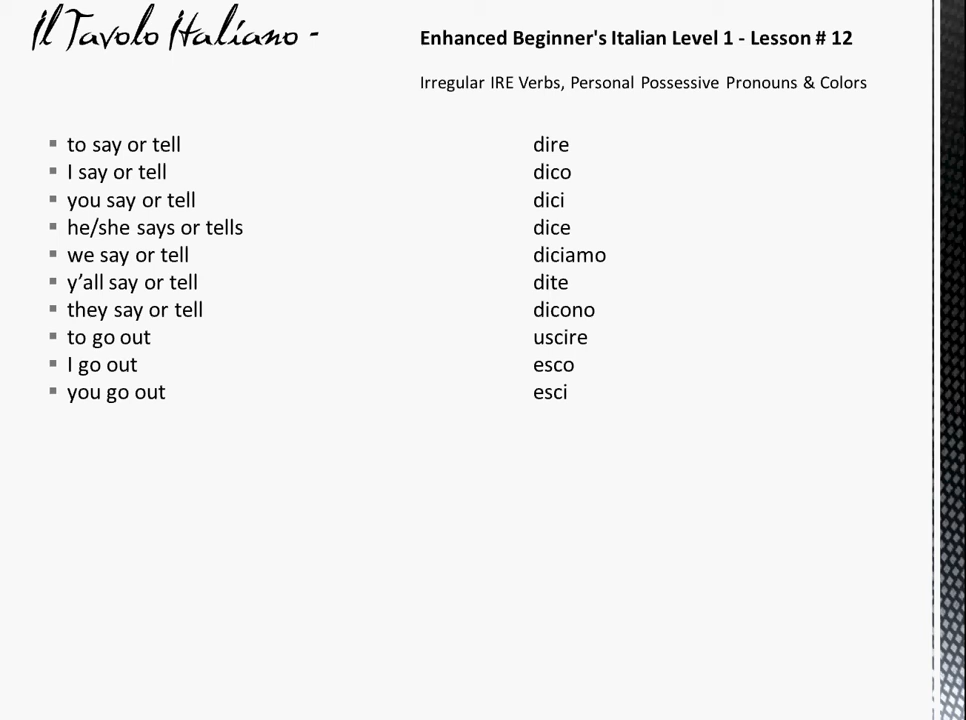 Il Tavolo Italiano -
Enhanced Beginner's Italian Level 1 - Lesson # 12
Irregular IRE Verbs, Personal Possessive Pronouns & Colors
to say or tell dire
I say or tell dico
you say or tell dici
he/she says or tells dice
we say or tell diciamo
y’all say or tell dite
they say or tell dicono
to go out uscire
I go out esco
you go out esci